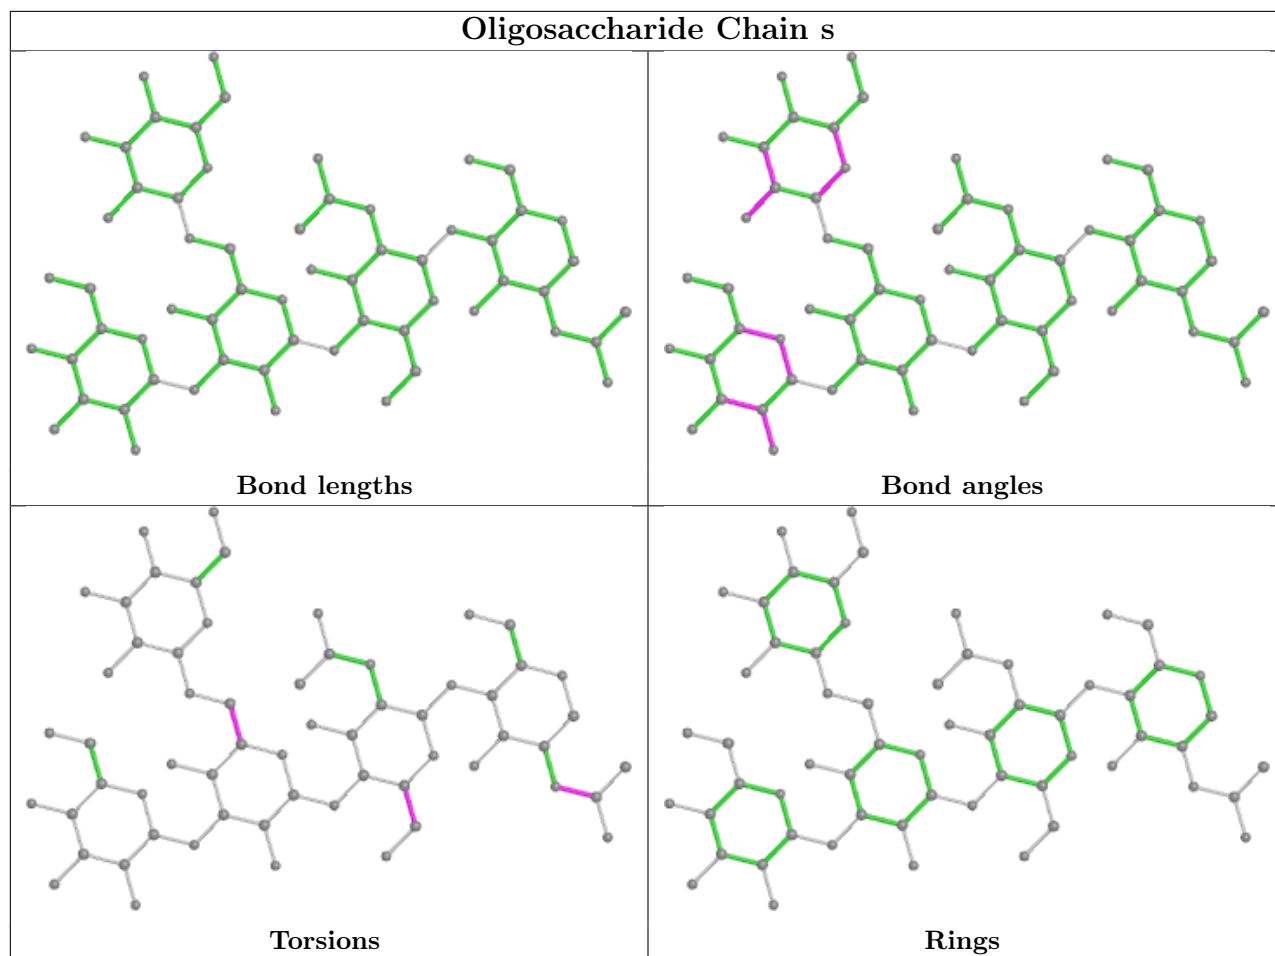 Oligosaccharide Chain s
Bond lengths
Bond angles
Torsions
Rings